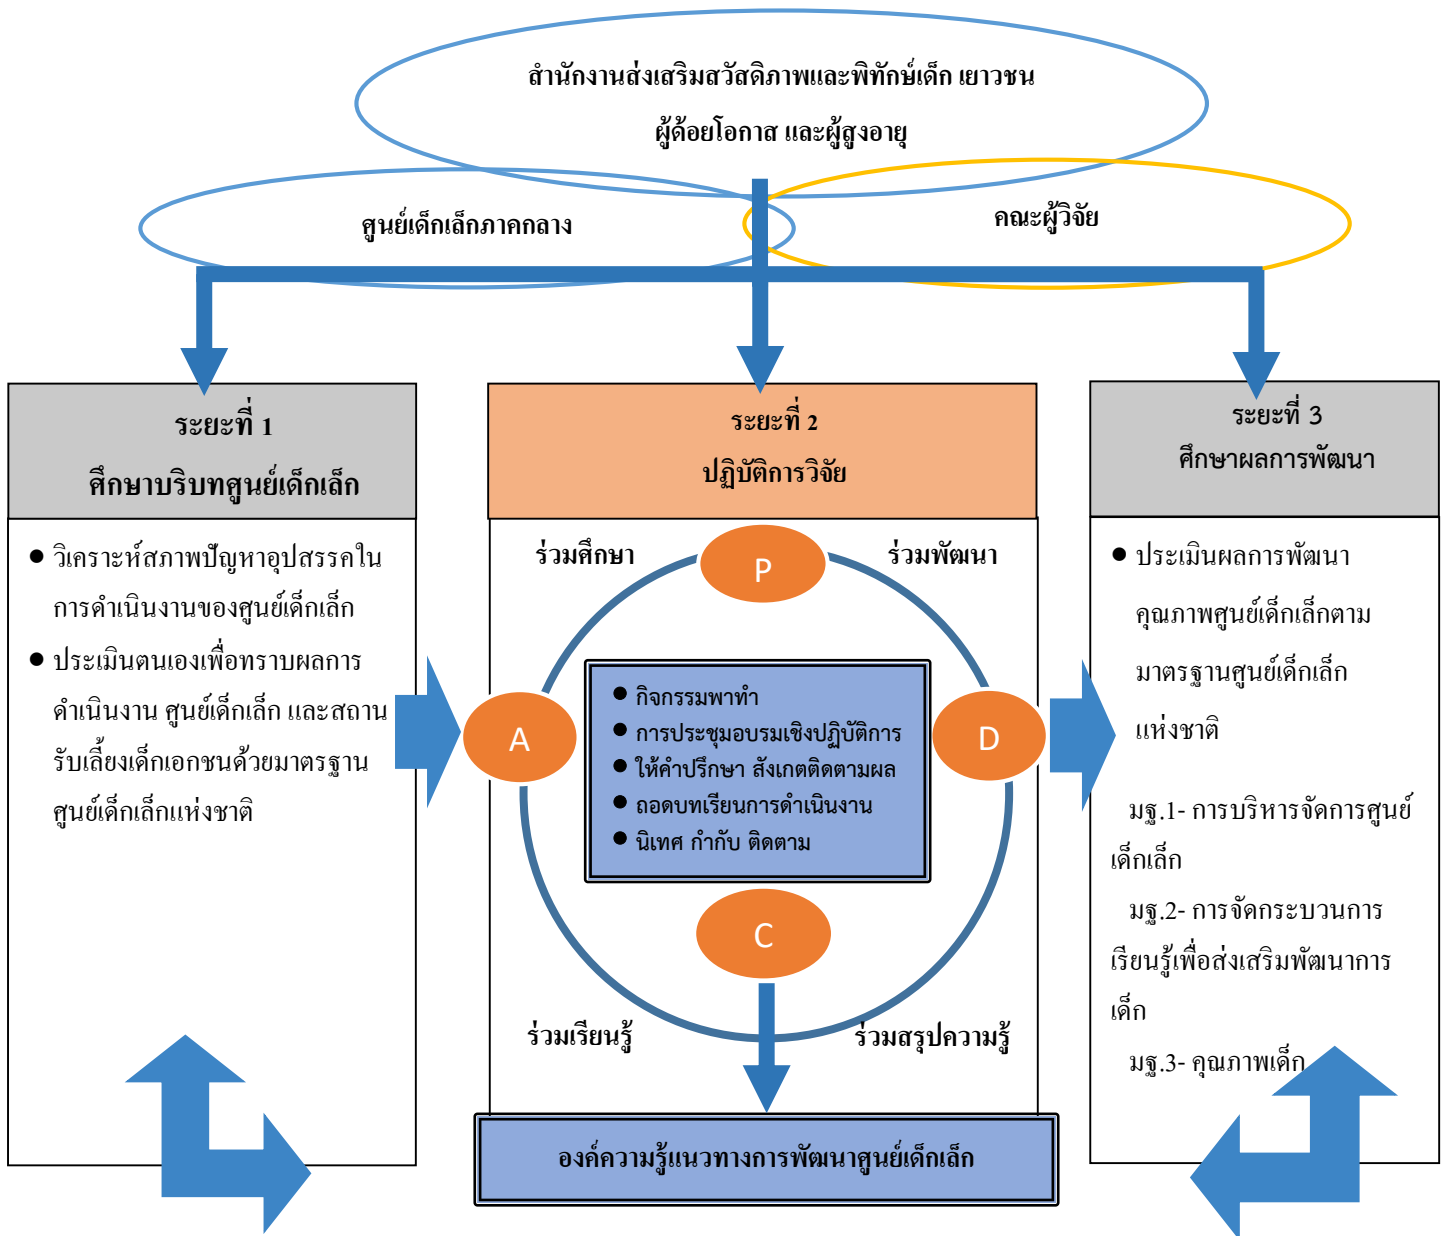 สำนักงานส่งเสริมสวัสดิภาพและพิทักษ์เด็ก เยาวชน
ผู้ด้อยโอกาส และผู้สูงอายุ
ศูนย์เด็กเล็กภาคกลาง
คณะผู้วิจัย
ระยะที่ 1
ศึกษาบริบทศูนย์เด็กเล็ก
● วิเคราะห์สภาพปัญหาอุปสรรคใน
การดำเนินงานของศูนย์เด็กเล็ก
● ประเมินตนเองเพื่อทราบผลการ
ดำเนินงาน ศูนย์เด็กเล็ก และสถาน
รับเลี้ยงเด็กเอกชนด้วยมาตรฐาน
ศูนย์เด็กเล็กแห่งชาติ
ระยะที่ 2
ปฏิบัติการวิจัย
ร่วมศึกษา
P
ร่วมพัฒนา
A
● กิจกรรมพาทำ
● การประชุมอบรมเชิงปฏิบัติการ
● ให้คำปรึกษา สังเกตติดตามผล
● ถอดบทเรียนการดำเนินงาน
● นิเทศ กำกับ ติดตาม
D
C
ร่วมเรียนรู้
ร่วมสรุปความรู้
องค์ความรู้แนวทางการพัฒนาศูนย์เด็กเล็ก
ระยะที่ 3
ศึกษาผลการพัฒนา
● ประเมินผลการพัฒนา
คุณภาพศูนย์เด็กเล็กตาม
มาตรฐานศูนย์เด็กเล็ก
แห่งชาติ
มฐ.1- การบริหารจัดการศูนย์
เด็กเล็ก
มฐ.2- การจัดกระบวนการ
เรียนรู้เพื่อส่งเสริมพัฒนาการ
เด็ก
มฐ.3- คุณภาพเด็ก